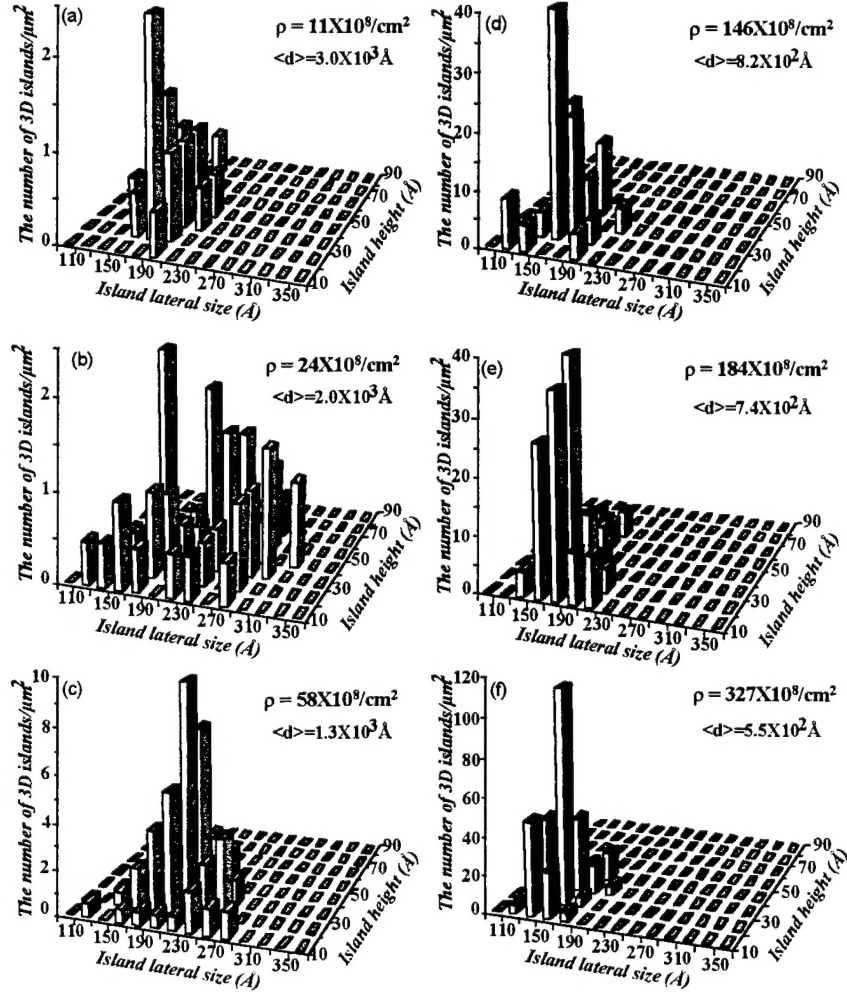 (a)
ρ = 11X10⁸/cm²
<d>=3.0X10³Å
The number of 3D islands/μm²
2
1
0
110 150 190 230 270 310 350
Island lateral size (Å)
10 30 50 70 90
Island height (Å)
(d)
ρ = 146X10⁸/cm²
<d>=8.2X10²Å
The number of 3D islands/μm²
40
30
20
10
0
110 150 190 230 270 310 350
Island lateral size (Å)
10 30 50 70 90
Island height (Å)
(b)
ρ = 24X10⁸/cm²
<d>=2.0X10³Å
The number of 3D islands/μm²
2
1
0
110 150 190 230 270 310 350
Island lateral size (Å)
10 30 50 70 90
Island height (Å)
(e)
ρ = 184X10⁸/cm²
<d>=7.4X10²Å
The number of 3D islands/μm²
40
30
20
10
0
110 150 190 230 270 310 350
Island lateral size (Å)
10 30 50 70 90
Island height (Å)
(c)
ρ = 58X10⁸/cm²
<d>=1.3X10³Å
The number of 3D islands/μm²
10
8
6
4
2
0
110 150 190 230 270 310 350
Island lateral size (Å)
10 30 50 70 90
Island height (Å)
(f)
ρ = 327X10⁸/cm²
<d>=5.5X10²Å
The number of 3D islands/μm²
120
100
80
60
40
20
0
110 150 190 230 270 310 350
Island lateral size (Å)
10 30 50 70 90
Island height (Å)